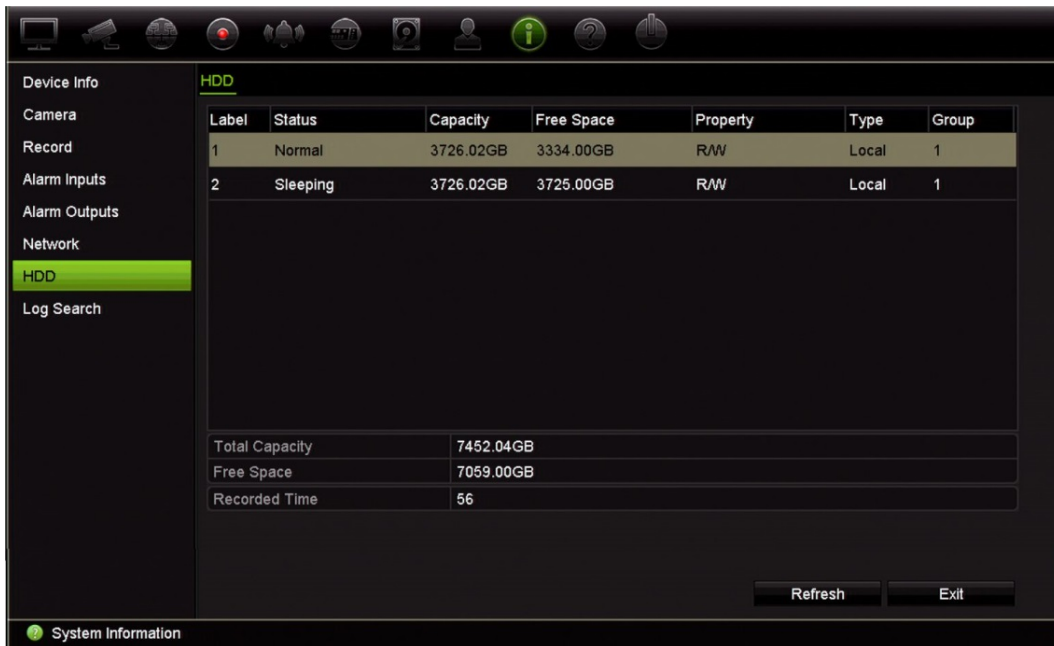 Device Info
Camera
Record
Alarm Inputs
Alarm Outputs
Network
HDD
Log Search
HDD
Label Status Capacity Free Space Property Type Group
1 Normal 3726.02GB 3334.00GB R/W Local 1
2 Sleeping 3726.02GB 3725.00GB R/W Local 1
Total Capacity 7452.04GB
Free Space 7059.00GB
Recorded Time 56
Refresh Exit
System Information